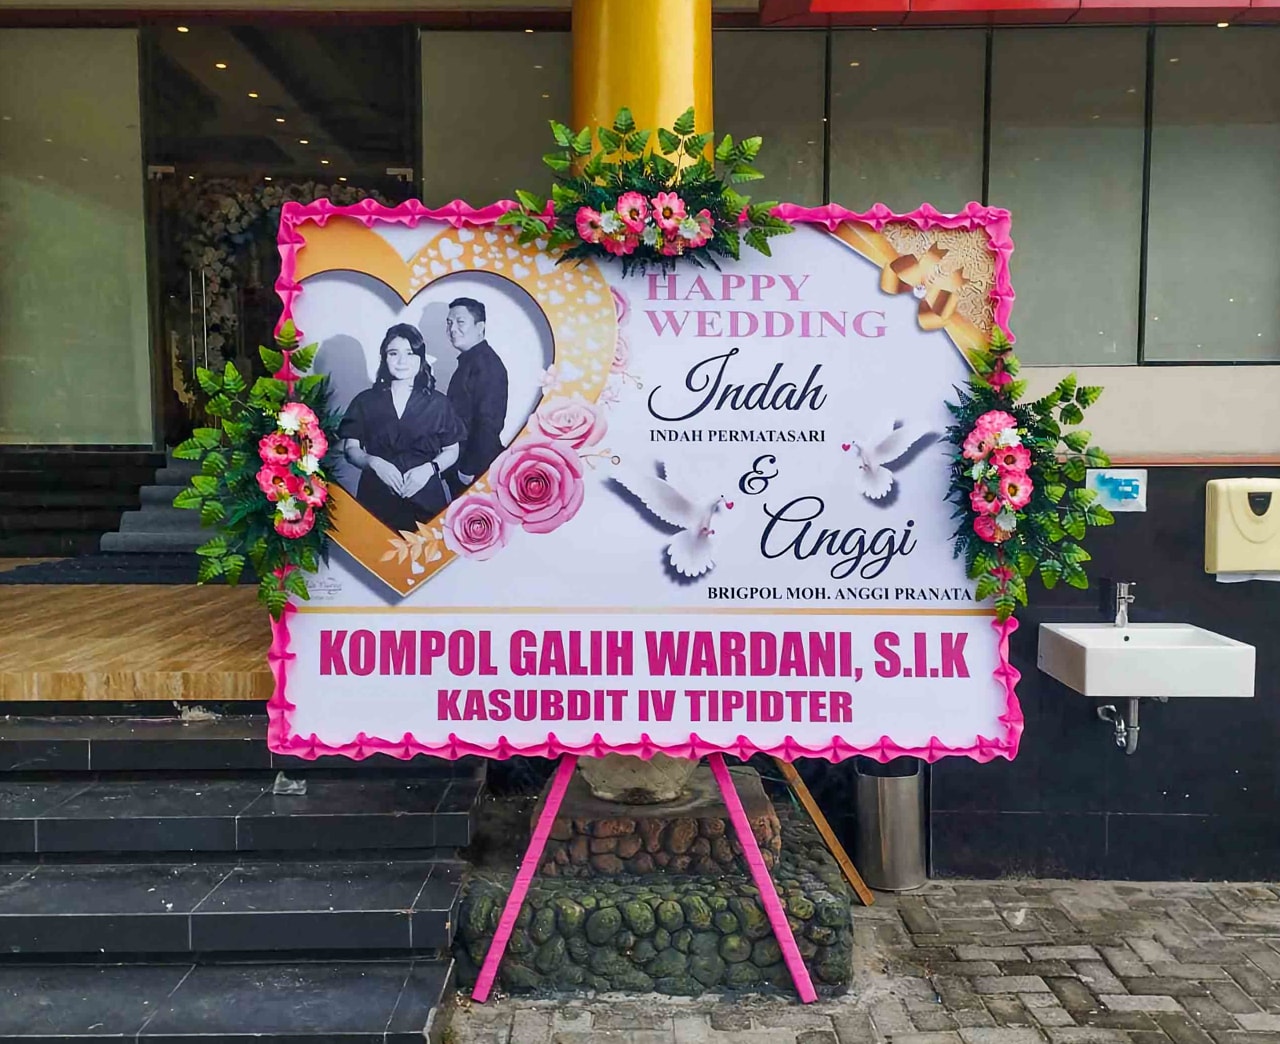 HAPPY
WEDDING
Indah
INDAH PERMATASARI
&
Anggi
BRIGPOL MOH. ANGGI PRANATA
KOMPOL GALIH WARDANI, S.I.K
KASUBDIT IV TIPIDTER